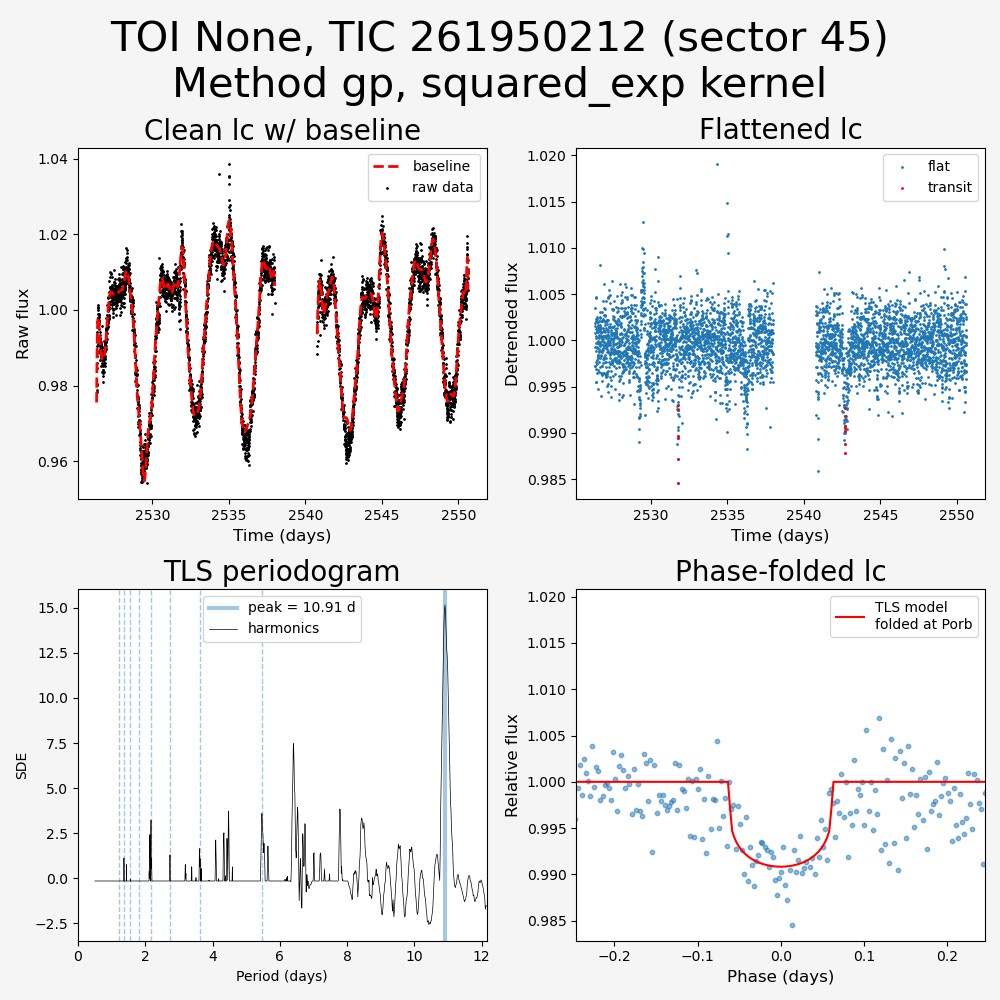 TOI None, TIC 261950212 (sector 45)
Method gp, squared_exp kernel
Clean lc w/ baseline
baseline
raw data
Raw flux
1.04
1.02
1.00
0.98
0.96
2530
2535
2540
2545
2550
Time (days)
Flattened lc
flat
transit
Detrended flux
1.020
1.015
1.010
1.005
1.000
0.995
0.990
0.985
2530
2535
2540
2545
2550
Time (days)
TLS periodogram
peak = 10.91 d
harmonics
SDE
15.0
12.5
10.0
7.5
5.0
2.5
0.0
−2.5
0
2
4
6
8
10
12
Period (days)
Phase-folded lc
TLS model
folded at Porb
Relative flux
1.020
1.015
1.010
1.005
1.000
0.995
0.990
0.985
−0.2
−0.1
0.0
0.1
0.2
Phase (days)